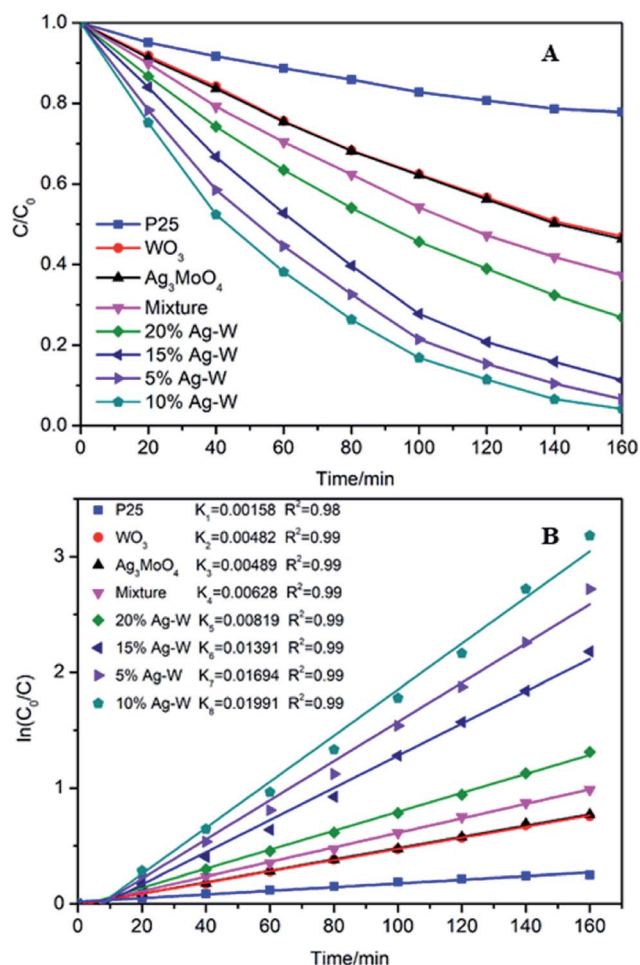 A
1.0
0.8
0.6
0.4
0.2
0.0
C/C₀
P25
WO₃
Ag₃MoO₄
Mixture
20% Ag-W
15% Ag-W
5% Ag-W
10% Ag-W
0 20 40 60 80 100 120 140 160
Time/min
B
3
2
1
0
ln(C₀/C)
P25 K₁=0.00158 R²=0.98
WO₃ K₂=0.00482 R²=0.99
Ag₃MoO₄ K₃=0.00489 R²=0.99
Mixture K₄=0.00628 R²=0.99
20% Ag-W K₅=0.00819 R²=0.99
15% Ag-W K₆=0.01391 R²=0.99
5% Ag-W K₇=0.01694 R²=0.99
10% Ag-W K₈=0.01991 R²=0.99
0 20 40 60 80 100 120 140 160
Time/min